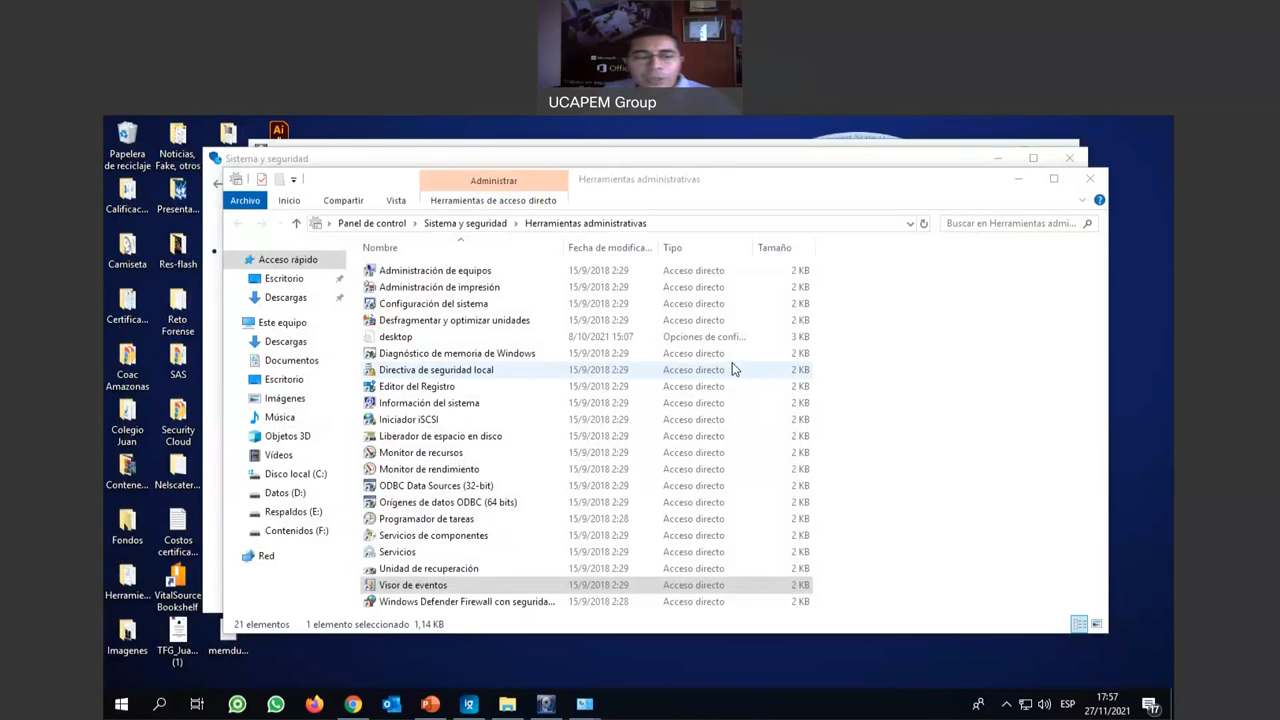 UCAPEM Group
Papelera de reciclaje
Noticias, Fake, otros
Calificac...
Presenta...
Camiseta
Res-flash
Certifica...
Reto Forense
Coac Amazonas
SAS
Colegio Juan
Security Cloud
Contene...
Nelscater...
Fondos
Costos certifica...
Herramie...
VitalSource Bookshelf
Imagenes
TFG_Jua... (1)
memdu...
Sistema y seguridad
Administrar
Herramientas administrativas
Archivo
Inicio
Compartir
Vista
Herramientas de acceso directo
Panel de control › Sistema y seguridad › Herramientas administrativas
Buscar en Herramientas admi...
Acceso rápido
Escritorio
Descargas
Este equipo
Descargas
Documentos
Escritorio
Imágenes
Música
Objetos 3D
Vídeos
Disco local (C:)
Datos (D:)
Respaldos (E:)
Contenidos (F:)
Red
Nombre Fecha de modifica... Tipo Tamaño
Administración de equipos 15/9/2018 2:29 Acceso directo 2 KB
Administración de impresión 15/9/2018 2:29 Acceso directo 2 KB
Configuración del sistema 15/9/2018 2:29 Acceso directo 2 KB
Desfragmentar y optimizar unidades 15/9/2018 2:29 Acceso directo 2 KB
desktop 8/10/2021 15:07 Opciones de confi... 3 KB
Diagnóstico de memoria de Windows 15/9/2018 2:29 Acceso directo 2 KB
Directiva de seguridad local 15/9/2018 2:29 Acceso directo 2 KB
Editor del Registro 15/9/2018 2:29 Acceso directo 2 KB
Información del sistema 15/9/2018 2:29 Acceso directo 2 KB
Iniciador iSCSI 15/9/2018 2:29 Acceso directo 2 KB
Liberador de espacio en disco 15/9/2018 2:29 Acceso directo 2 KB
Monitor de recursos 15/9/2018 2:29 Acceso directo 2 KB
Monitor de rendimiento 15/9/2018 2:29 Acceso directo 2 KB
ODBC Data Sources (32-bit) 15/9/2018 2:29 Acceso directo 2 KB
Orígenes de datos ODBC (64 bits) 15/9/2018 2:29 Acceso directo 2 KB
Programador de tareas 15/9/2018 2:28 Acceso directo 2 KB
Servicios de componentes 15/9/2018 2:29 Acceso directo 2 KB
Servicios 15/9/2018 2:29 Acceso directo 2 KB
Unidad de recuperación 15/9/2018 2:29 Acceso directo 2 KB
Visor de eventos 15/9/2018 2:29 Acceso directo 2 KB
Windows Defender Firewall con segurida... 15/9/2018 2:28 Acceso directo 2 KB
21 elementos 1 elemento seleccionado 1,14 KB
ESP
17:57
27/11/2021
17